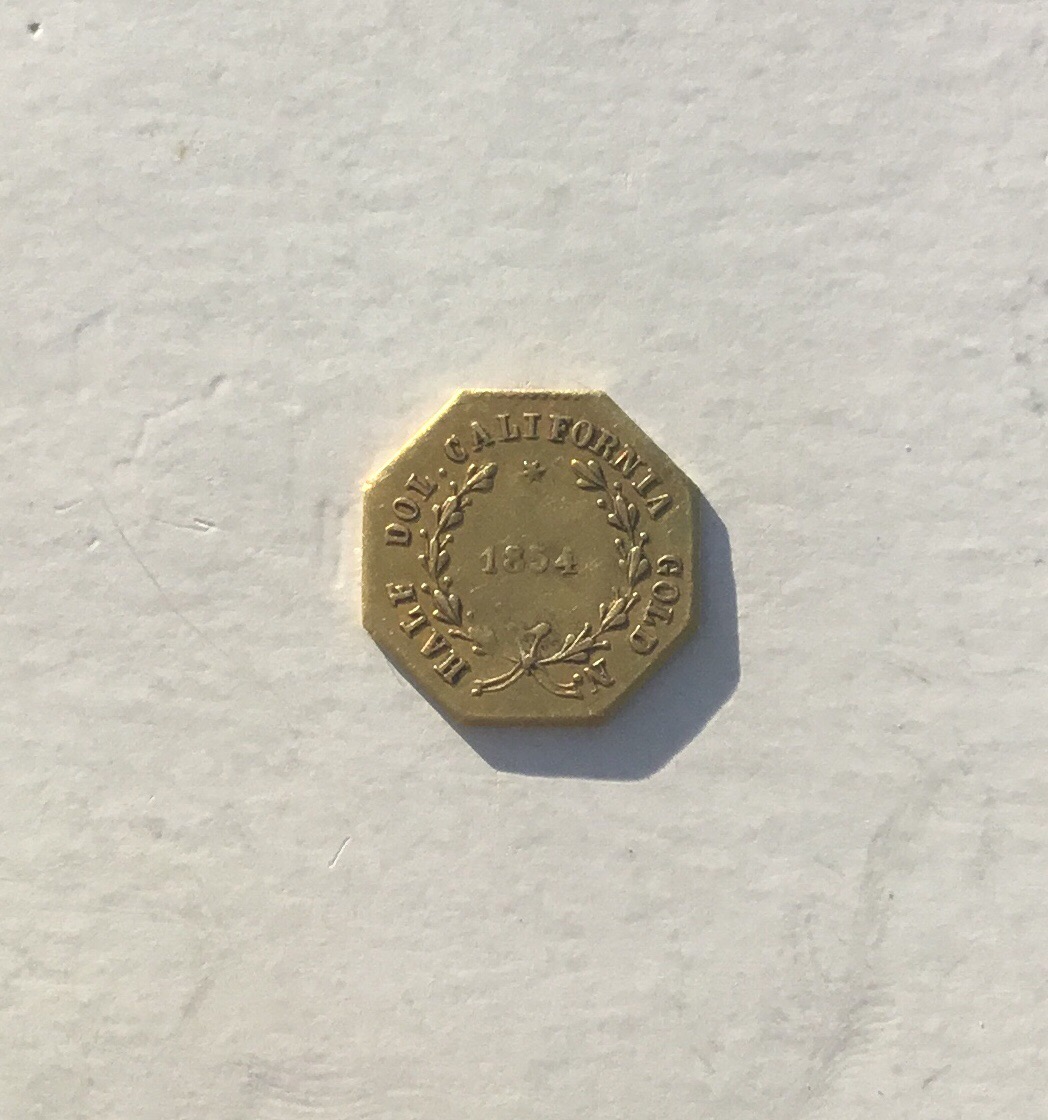 HALF DOL. CALIFORNIA GOLD N.
1854